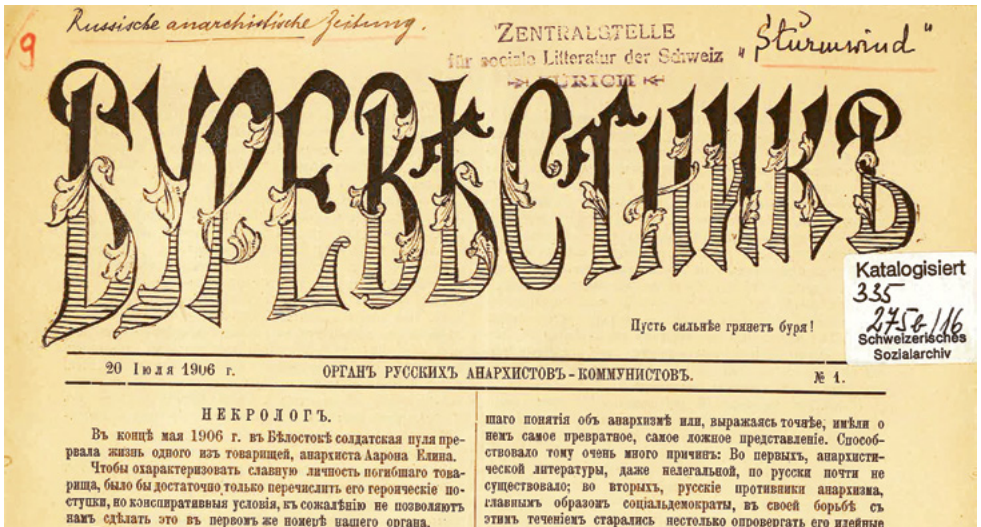 9
Russische anarchistische Zeitung.
ZENTRALSTELLE
für sociale Litteratur der Schweiz
ZÜRICH
"Sturmwind"
БУРЕВѢСТНИКЪ
Katalogisiert
335
275b/16
Schweizerisches
Sozialarchiv
Пусть сильнѣе грянетъ буря!
20 Іюля 1906 г.
ОРГАНЪ РУССКИХЪ АНАРХИСТОВЪ-КОММУНИСТОВЪ.
№ 1.
НЕКРОЛОГЪ.
Въ концѣ мая 1906 г. въ Бѣлостокѣ солдатская пуля пре-
рвала жизнь одного изъ товарищей, анархиста Аарона Елина.
Чтобы охарактеризовать славную личность погибшаго това-
рища, было бы достаточно только перечислить его героическіе по-
ступки, но конспиративныя условія, къ сожалѣнію не позволяютъ
намъ сдѣлать это въ первомъ же номерѣ нашего органа.
шаго понятія объ анархизмѣ или, выражаясь точнѣе, имѣли о
немъ самое превратное, самое ложное представленіе. Способ-
ствовало тому очень много причинъ: Во первыхъ, анархисти-
ческой литературы, даже нелегальной, по русски почти не
существовало; во вторыхъ, русскіе противники анархизма,
главнымъ образомъ соціальдемократы, въ своей борьбѣ съ
этимъ теченіемъ старались нестолько опровергать его идейныя